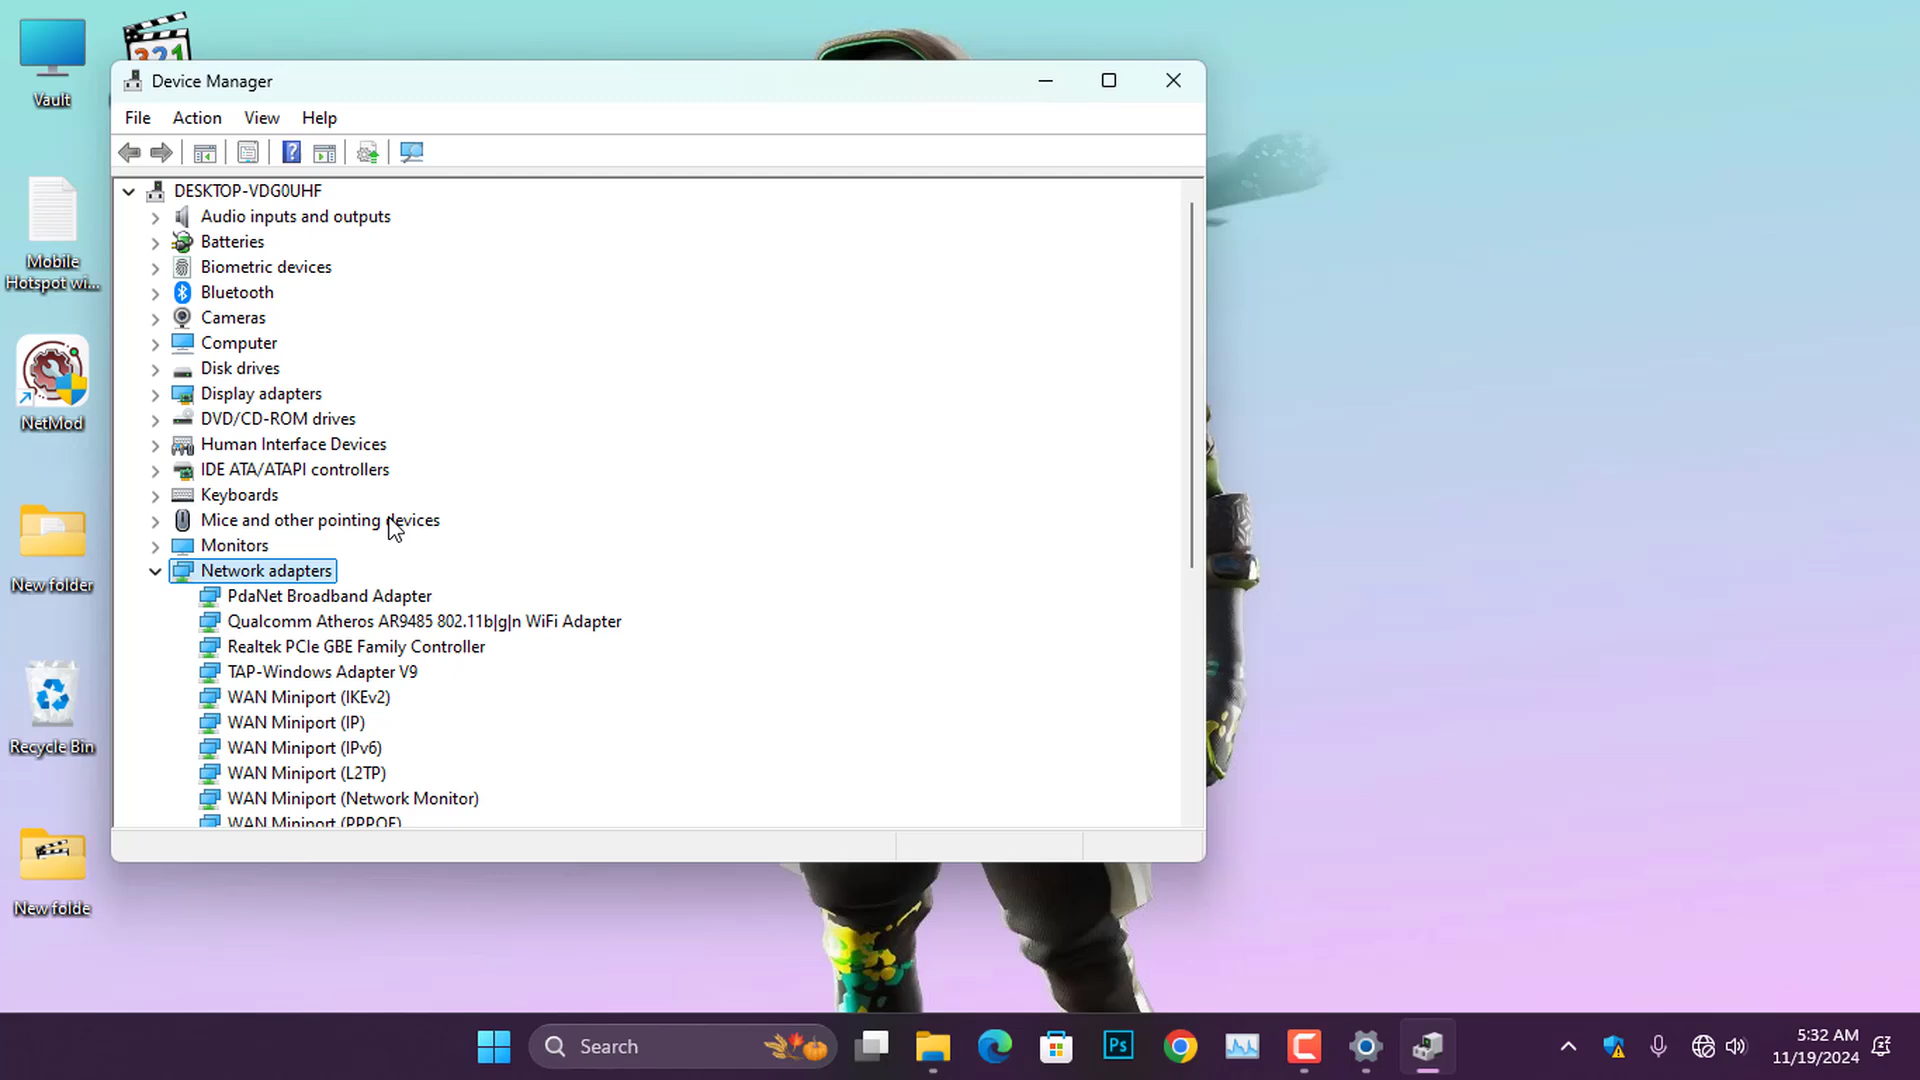 Vault
321
Mobile
Hotspot wi...
NetMod
New folder
Recycle Bin
New folde
Device Manager
File Action View Help
DESKTOP-VDG0UHF
Audio inputs and outputs
Batteries
Biometric devices
Bluetooth
Cameras
Computer
Disk drives
Display adapters
DVD/CD-ROM drives
Human Interface Devices
IDE ATA/ATAPI controllers
Keyboards
Mice and other pointing devices
Monitors
Network adapters
PdaNet Broadband Adapter
Qualcomm Atheros AR9485 802.11b|g|n WiFi Adapter
Realtek PCIe GBE Family Controller
TAP-Windows Adapter V9
WAN Miniport (IKEv2)
WAN Miniport (IP)
WAN Miniport (IPv6)
WAN Miniport (L2TP)
WAN Miniport (Network Monitor)
WAN Miniport (PPPOE)
Search
Ps
5:32 AM
11/19/2024